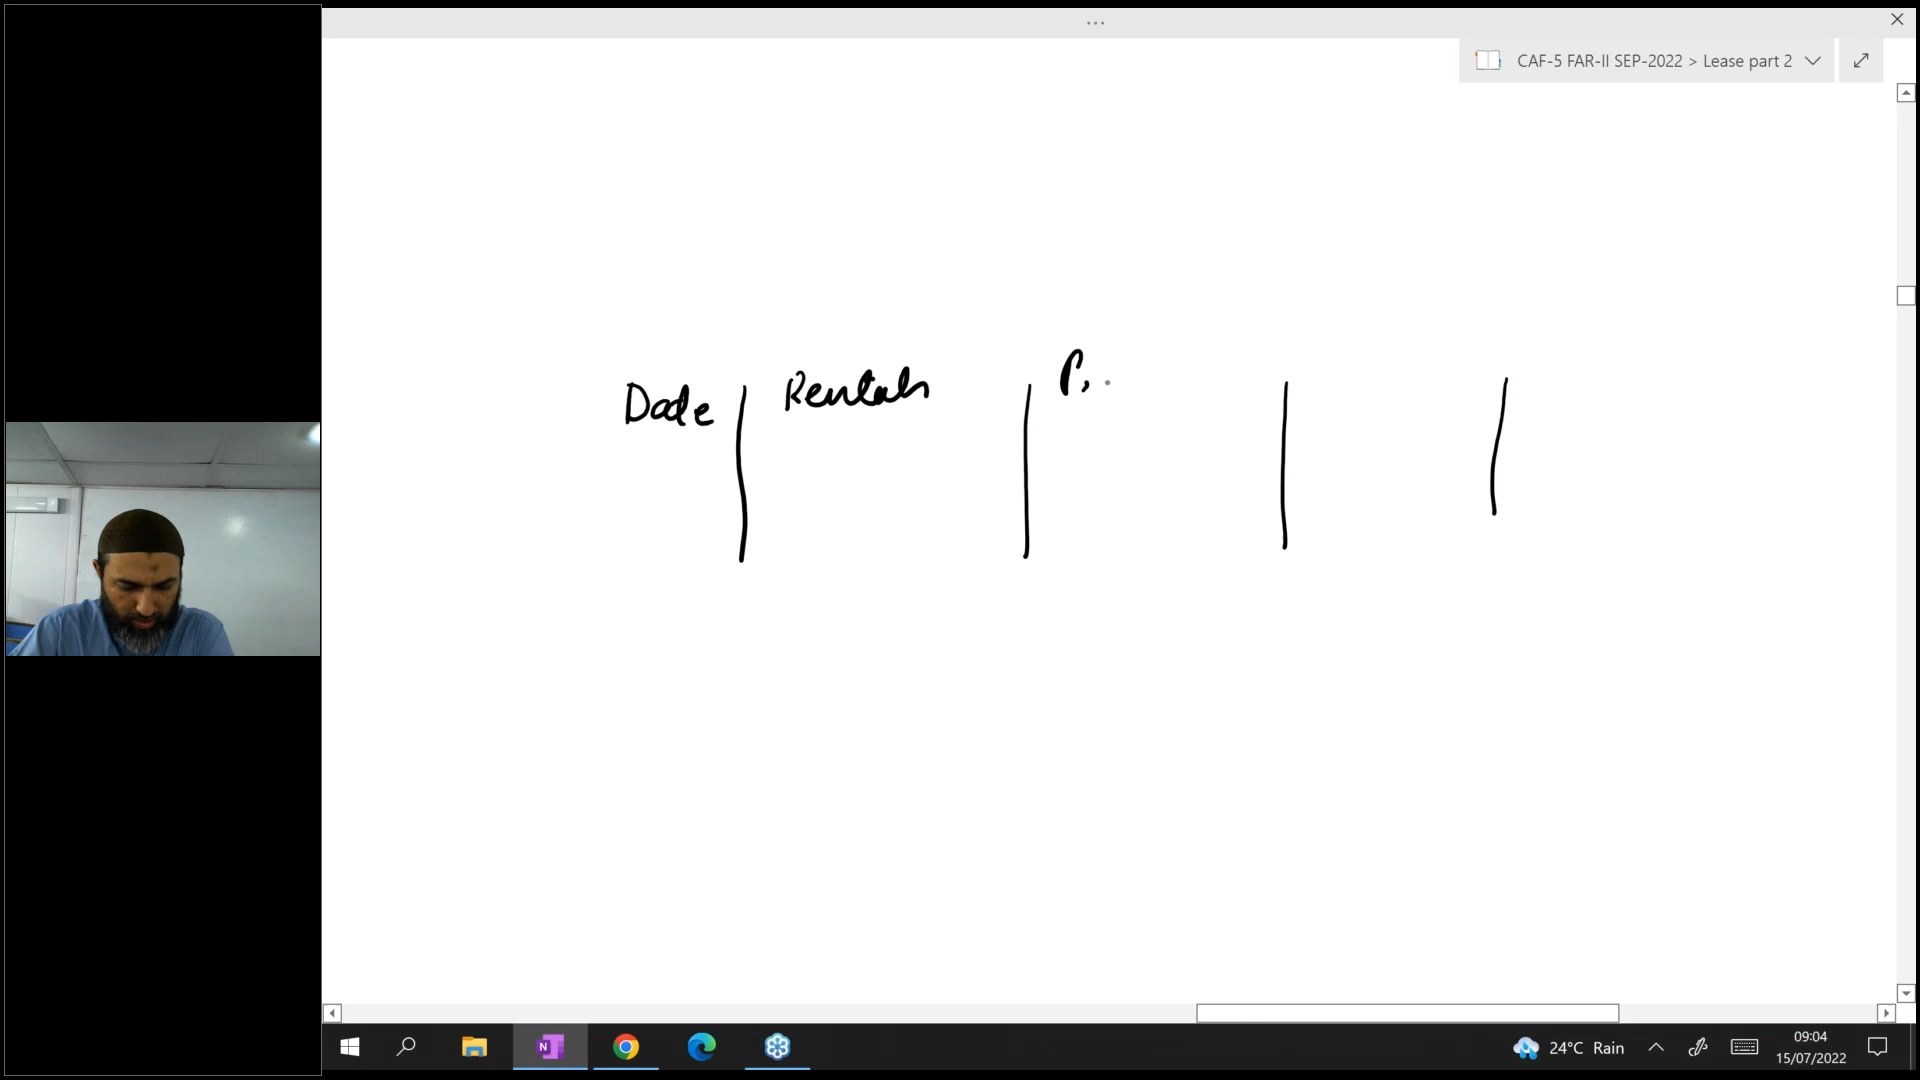 CAF-5 FAR-II SEP-2022 > Lease part 2
Date Rentals P.
24°C Rain
09:04
15/07/2022